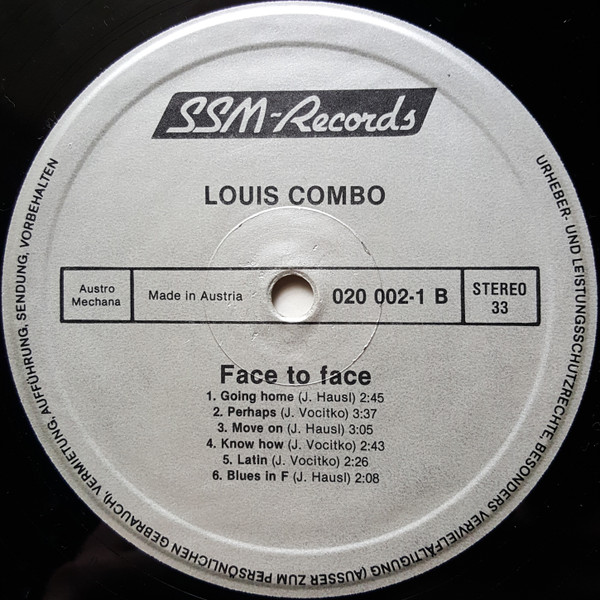 SSM-Records
LOUIS COMBO
Austro
Mechana
Made in Austria
020 002-1 B
STEREO
33
Face to face
1. Going home (J. Hausl) 2:45
2. Perhaps (J. Vocitko) 3:37
3. Move on (J. Hausl) 3:05
4. Know how (J. Vocitko) 2:43
5. Latin (J. Vocitko) 2:26
6. Blues in F (J. Hausl) 2:08
URHEBER- UND LEISTUNGSSCHUTZRECHTE, BESONDERS VERVIELFÄLTIGUNG (AUSSER ZUM PERSÖNLICHEN GEBRAUCH), VERMIETUNG, AUFFÜHRUNG, SENDUNG, VORBEHALTEN